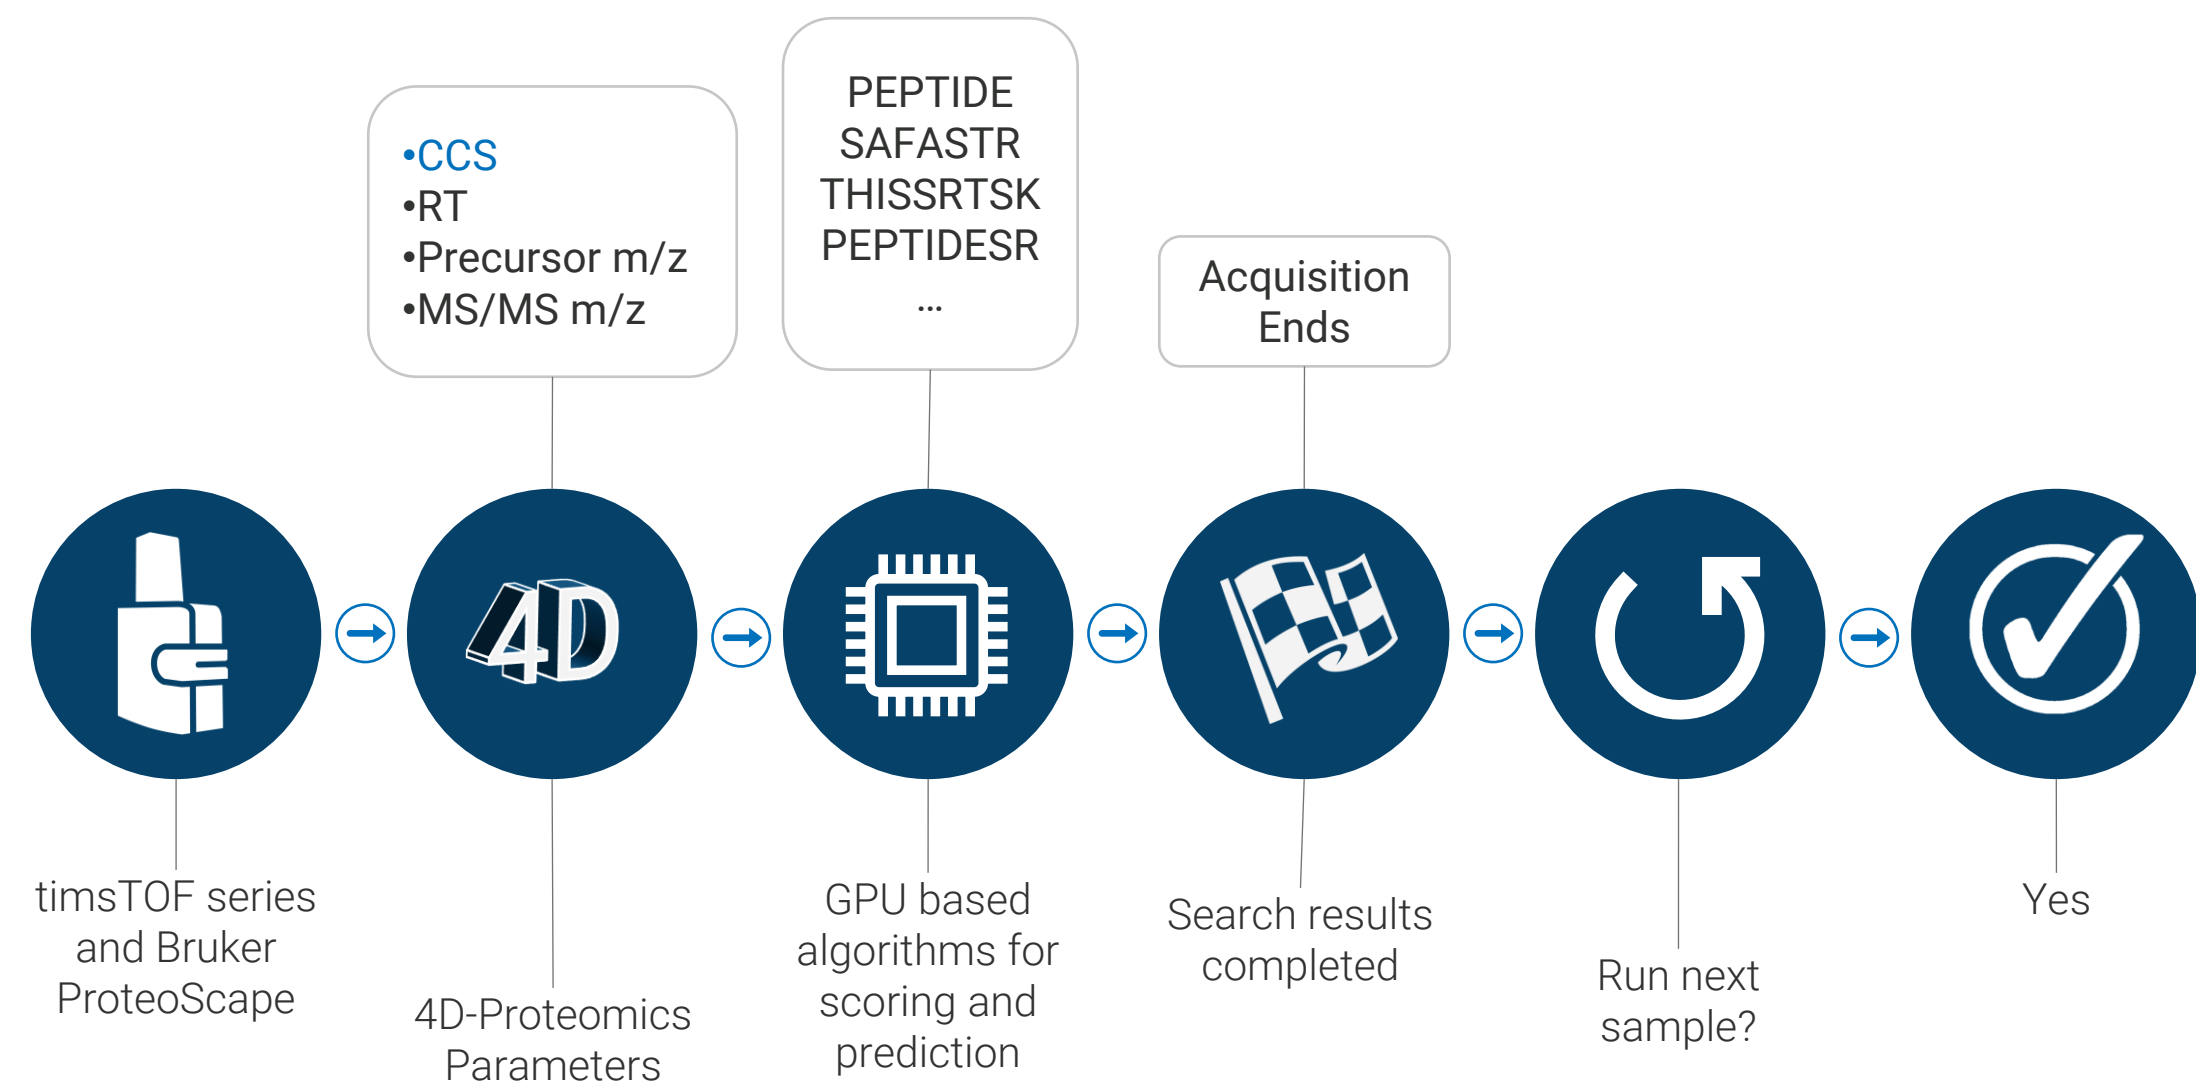 •CCS
•RT
•Precursor m/z
•MS/MS m/z
PEPTIDE
SAFASTR
THISSRTSK
PEPTIDESR
...
Acquisition
Ends
4D
timsTOF series
and Bruker
ProteoScape
4D-Proteomics
Parameters
GPU based
algorithms for
scoring and
prediction
Search results
completed
Run next
sample?
Yes